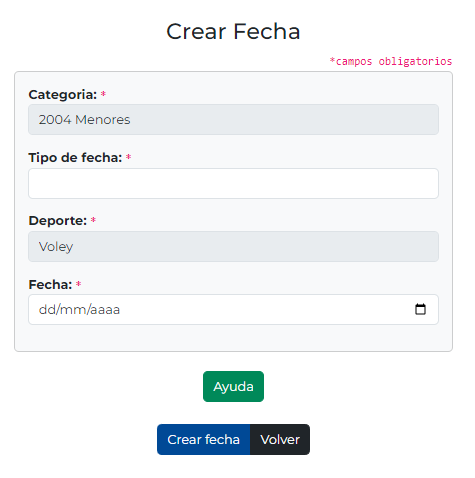 Crear Fecha
*campos obligatorios
Categoria: *
2004 Menores
Tipo de fecha: *
Deporte: *
Voley
Fecha: *
dd/mm/aaaa
Ayuda
Crear fecha Volver